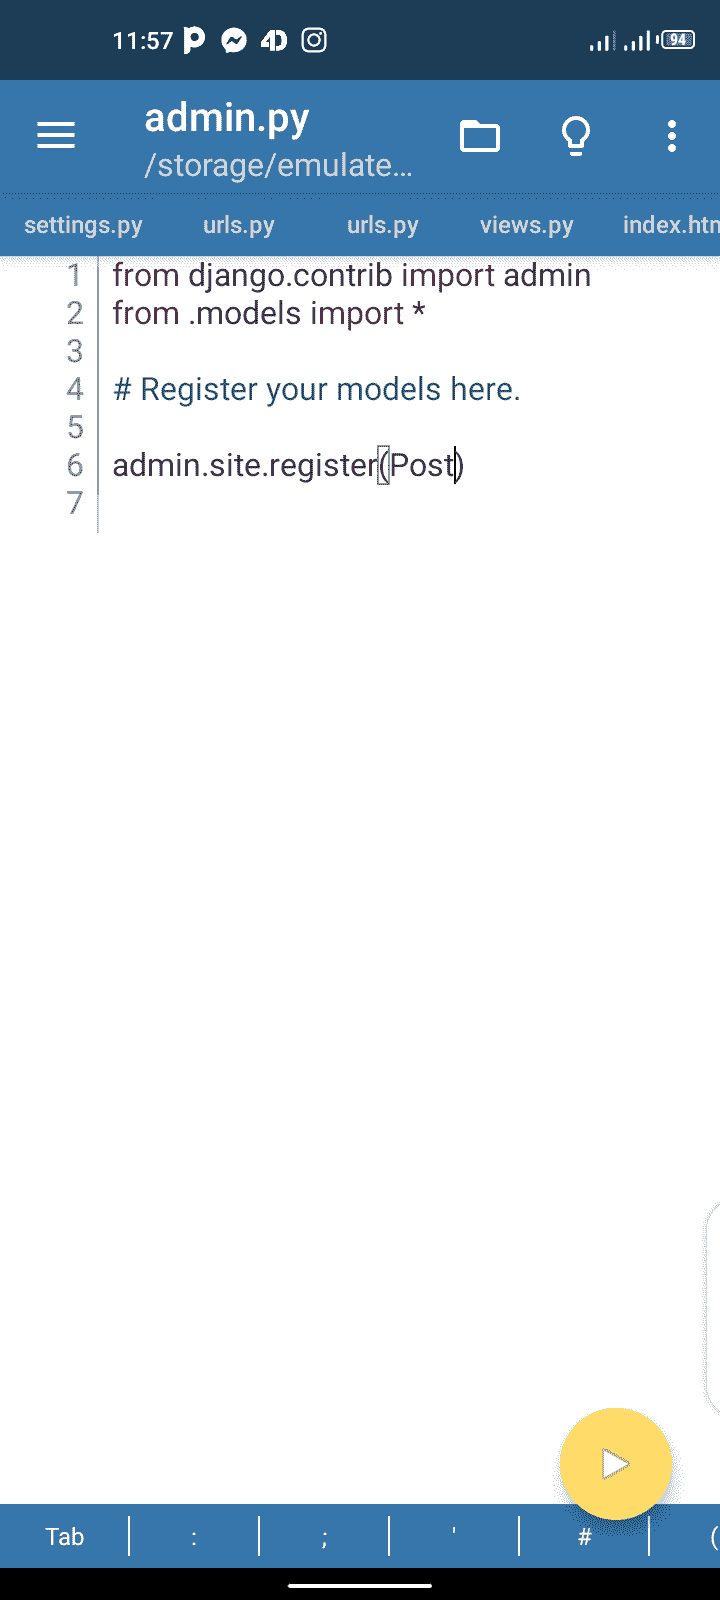 11:57
94
admin.py
/storage/emulate...
settings.py urls.py urls.py views.py index.htm
1 from django.contrib import admin
2 from .models import *
3
4 # Register your models here.
5
6 admin.site.register(Post)
7
Tab : ; ' # (